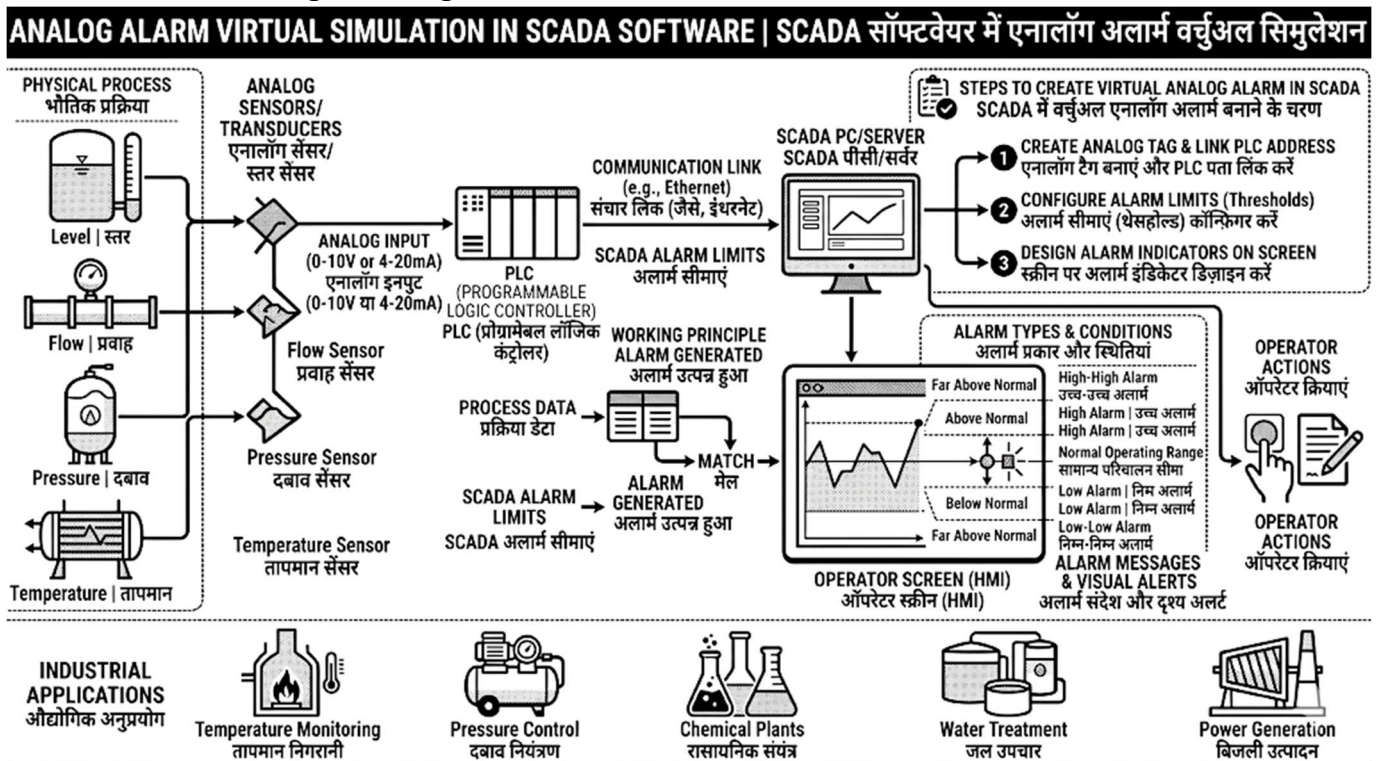 ANALOG ALARM VIRTUAL SIMULATION IN SCADA SOFTWARE | SCADA सॉफ्टवेयर में एनालॉग अलार्म वर्चुअल सिमुलेशन
PHYSICAL PROCESS
भौतिक प्रक्रिया
Level | स्तर
Flow | प्रवाह
Pressure | दबाव
Temperature | तापमान
ANALOG
SENSORS/
TRANSDUCERS
एनालॉग सेंसर/
स्तर सेंसर
ANALOG INPUT
(0-10V or 4-20mA)
एनालॉग इनपुट
(0-10V या 4-20mA)
Flow Sensor
प्रवाह सेंसर
Pressure Sensor
दबाव सेंसर
Temperature Sensor
तापमान सेंसर
PLC
(PROGRAMMABLE
LOGIC CONTROLLER)
PLC (प्रोग्रामेबल लॉजिक
कंट्रोलर)
COMMUNICATION LINK
(e.g., Ethernet)
संचार लिंक (जैसे, इंथरनेट)
SCADA ALARM LIMITS
अलार्म सीमाएं
SCADA PC/SERVER
SCADA पीसी/सर्वर
STEPS TO CREATE VIRTUAL ANALOG ALARM IN SCADA
SCADA में वर्चुअल एनालॉग अलार्म बनाने के चरण
1 CREATE ANALOG TAG & LINK PLC ADDRESS
एनालॉग टैग बनाएं और PLC पता लिंक करें
2 CONFIGURE ALARM LIMITS (Thresholds)
अलार्म सीमाएं (थेसहोल्ड) कॉन्फ़िगर करें
3 DESIGN ALARM INDICATORS ON SCREEN
स्क्रीन पर अलार्म इंडिकेटर डिज़ाइन करें
WORKING PRINCIPLE
ALARM GENERATED
अलार्म उत्पन्न हुआ
PROCESS DATA
प्रक्रिया डेटा
MATCH
मेल
SCADA ALARM
LIMITS
SCADA अलार्म सीमाएं
ALARM
GENERATED
अलार्म उत्पन्न हुआ
ALARM TYPES & CONDITIONS
अलार्म प्रकार और स्थितियां
Far Above Normal
Above Normal
Below Normal
Far Above Normal
High-High Alarm
उच्च-उच्च अलार्म
High Alarm | उच्च अलार्म
High Alarm | उच्च अलार्म
Normal Operating Range
सामान्य परिचालन सीमा
Low Alarm | निम्न अलार्म
Low Alarm | निम्न अलार्म
Low-Low Alarm
निम्न-निम्न अलार्म
ALARM MESSAGES
& VISUAL ALERTS
अलार्म संदेश और दृश्य अलर्ट
OPERATOR SCREEN (HMI)
ऑपरेटर स्क्रीन (HMI)
OPERATOR
ACTIONS
ऑपरेटर क्रियाएं
OPERATOR
ACTIONS
ऑपरेटर क्रियाएं
INDUSTRIAL
APPLICATIONS
औद्योगिक अनुप्रयोग
Temperature Monitoring
तापमान निगरानी
Pressure Control
दबाव नियंत्रण
Chemical Plants
रासायनिक संयंत्र
Water Treatment
जल उपचार
Power Generation
बिजली उत्पादन